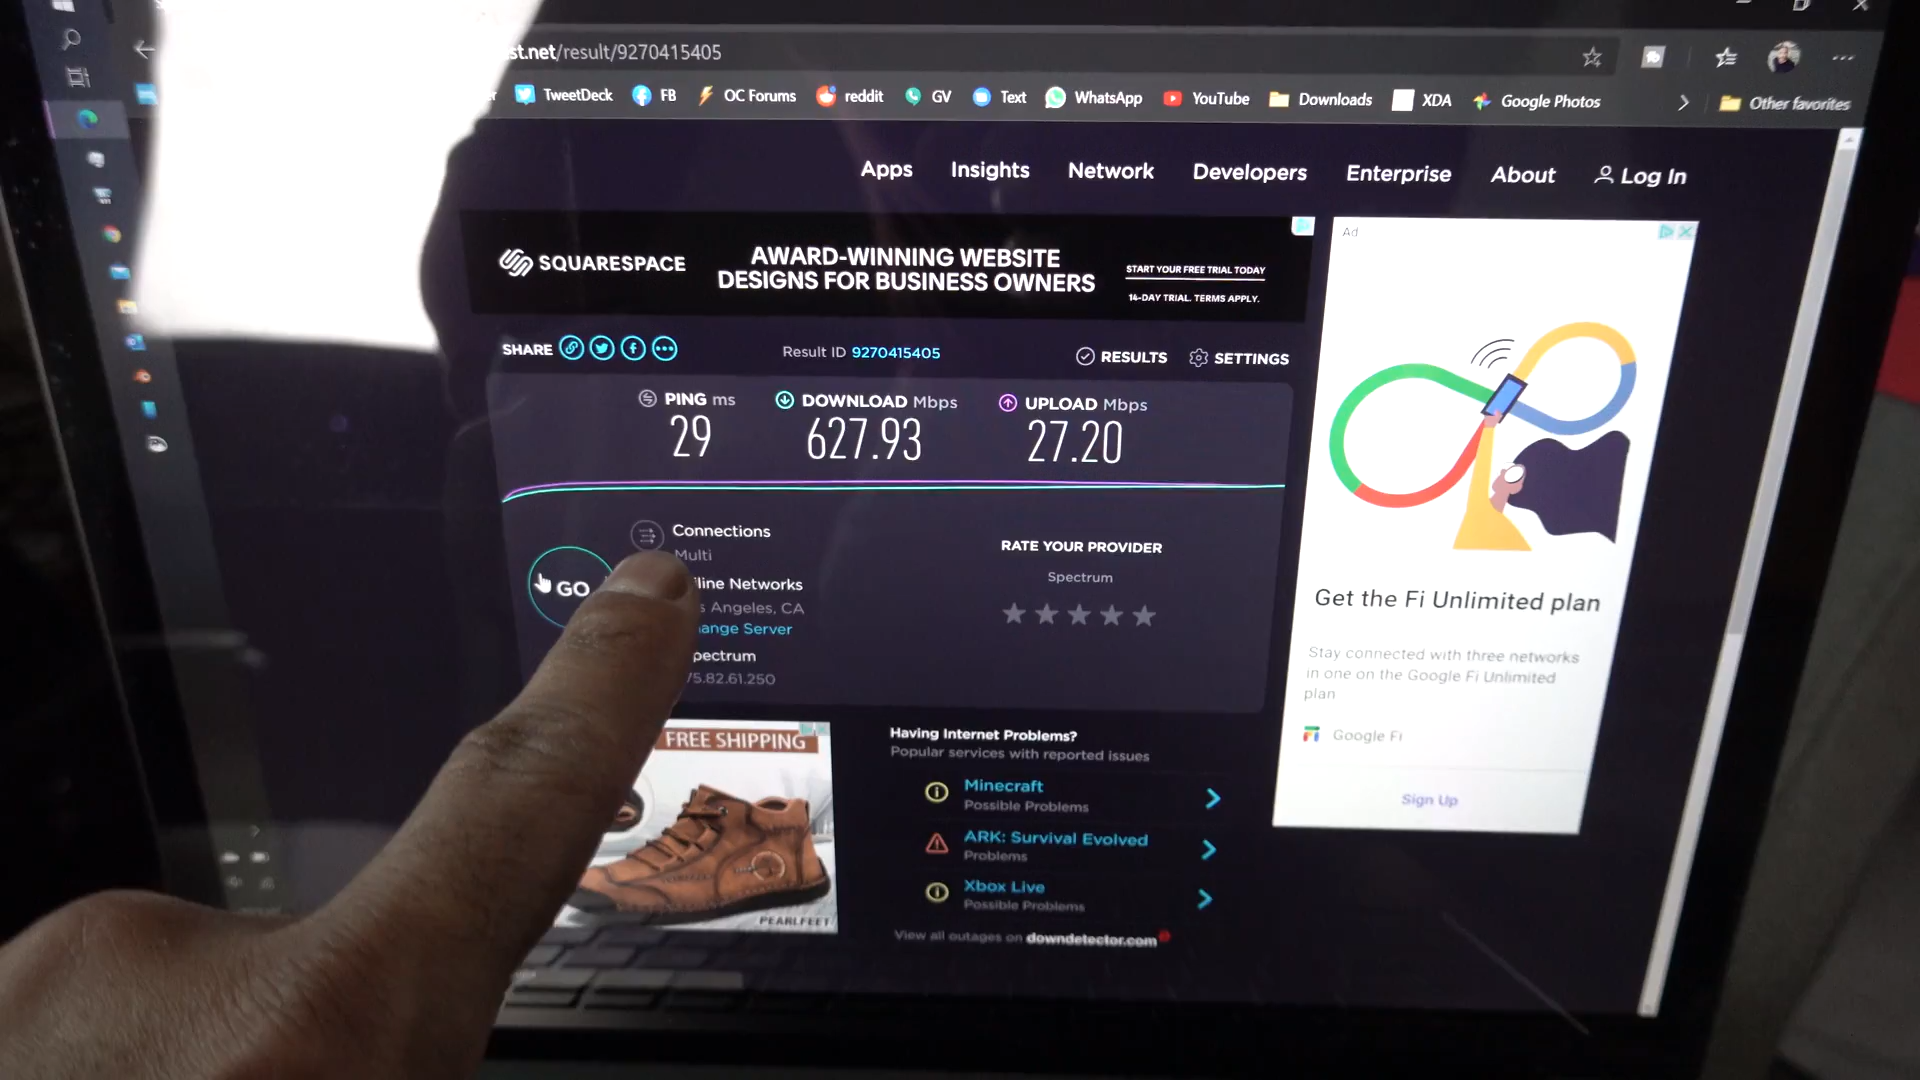 st.net/result/9270415405
TweetDeck FB OC Forums reddit GV Text WhatsApp YouTube Downloads XDA Google Photos Other favorites
Apps Insights Network Developers Enterprise About Log In
SQUARESPACE
AWARD-WINNING WEBSITE
DESIGNS FOR BUSINESS OWNERS
START YOUR FREE TRIAL TODAY
14-DAY TRIAL. TERMS APPLY.
Ad
SHARE
Result ID 9270415405
RESULTS SETTINGS
PING ms
29
DOWNLOAD Mbps
627.93
UPLOAD Mbps
27.20
GO
Connections
Multi
line Networks
s Angeles, CA
ange Server
pectrum
75.82.61.250
RATE YOUR PROVIDER
Spectrum
Get the Fi Unlimited plan
Stay connected with three networks
in one on the Google Fi Unlimited
plan
Google Fi
Sign Up
FREE SHIPPING
PEARLFEET
Having Internet Problems?
Popular services with reported issues
Minecraft
Possible Problems
ARK: Survival Evolved
Problems
Xbox Live
Possible Problems
View all outages on downdetector.com